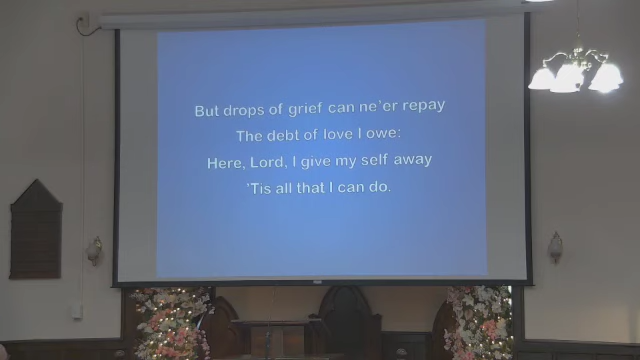 But drops of grief can ne'er repay
The debt of love I owe:
Here, Lord, I give my self away
'Tis all that I can do.